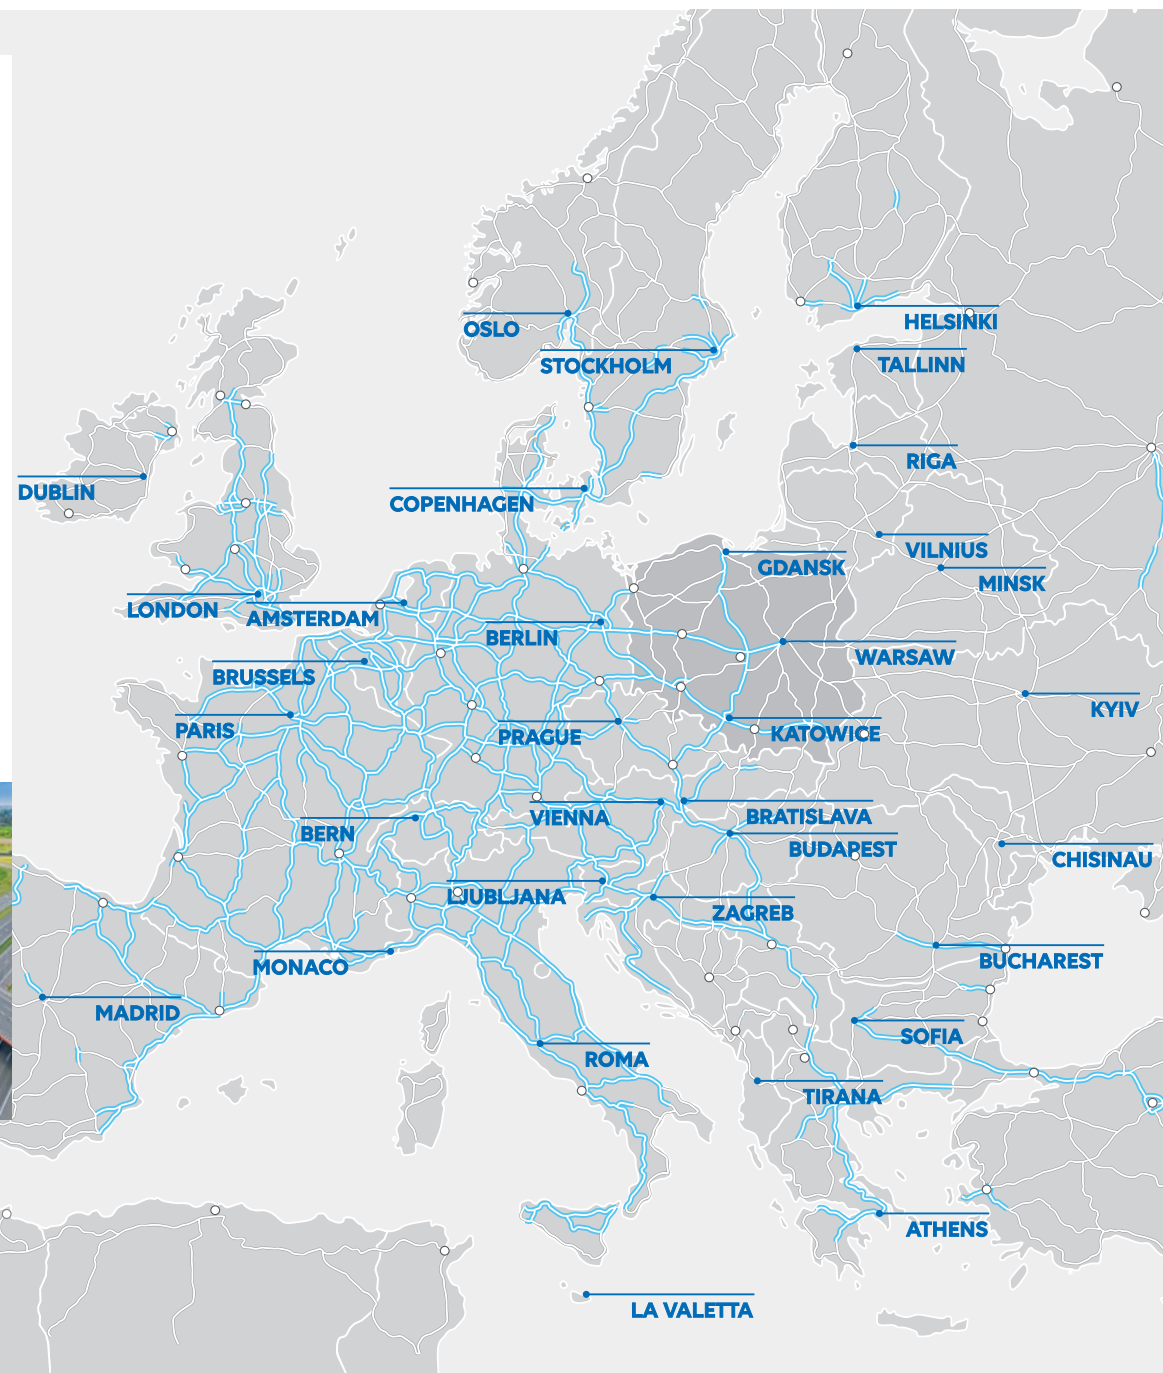 OSLO
HELSINKI
STOCKHOLM
TALLINN
RIGA
DUBLIN
COPENHAGEN
VILNIUS
GDANSK
MINSK
LONDON
AMSTERDAM
BERLIN
WARSAW
BRUSSELS
KYIV
PARIS
PRAGUE
KATOWICE
VIENNA
BRATISLAVA
BERN
BUDAPEST
CHISINAU
LJUBLJANA
ZAGREB
MONACO
BUCHAREST
MADRID
SOFIA
ROMA
TIRANA
ATHENS
LA VALETTA